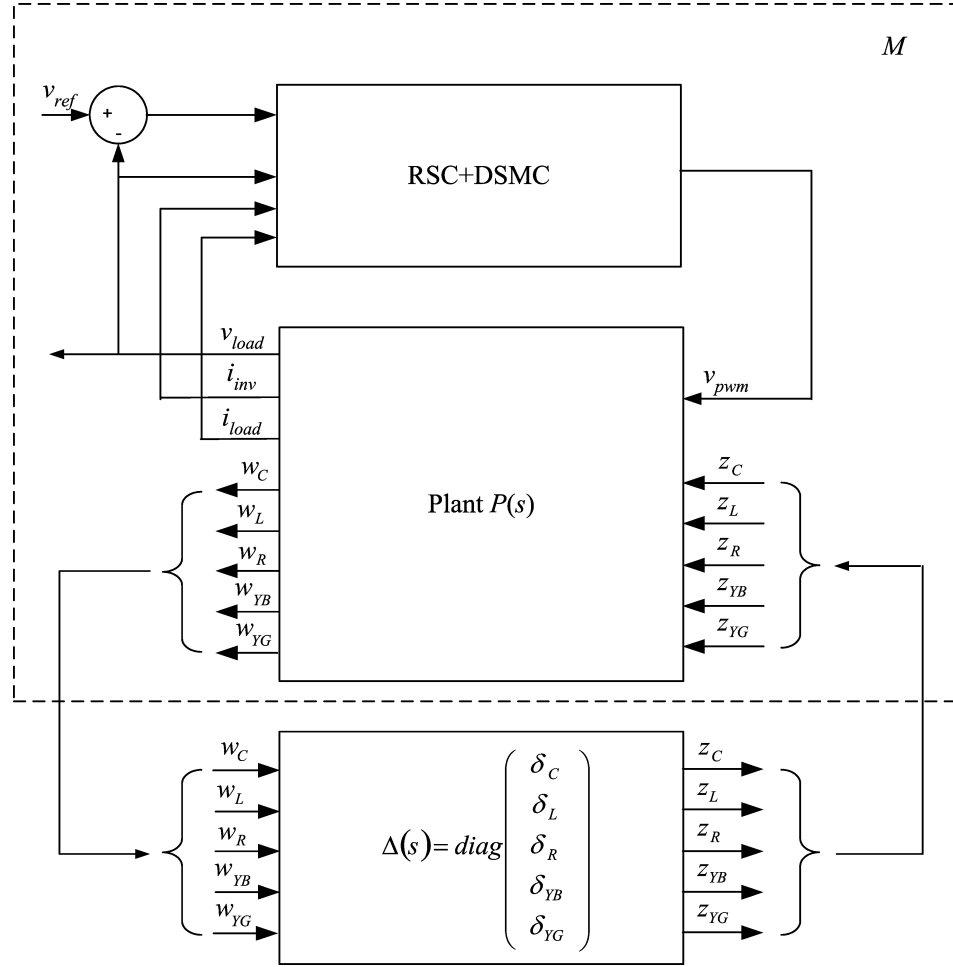 M
v_ref
+
-
RSC+DSMC
v_load
i_inv
i_load
v_pwm
w_C
w_L
w_R
w_YB
w_YG
Plant P(s)
z_C
z_L
z_R
z_YB
z_YG
w_C
w_L
w_R
w_YB
w_YG
Δ(s)= diag
δ_C
δ_L
δ_R
δ_YB
δ_YG
z_C
z_L
z_R
z_YB
z_YG